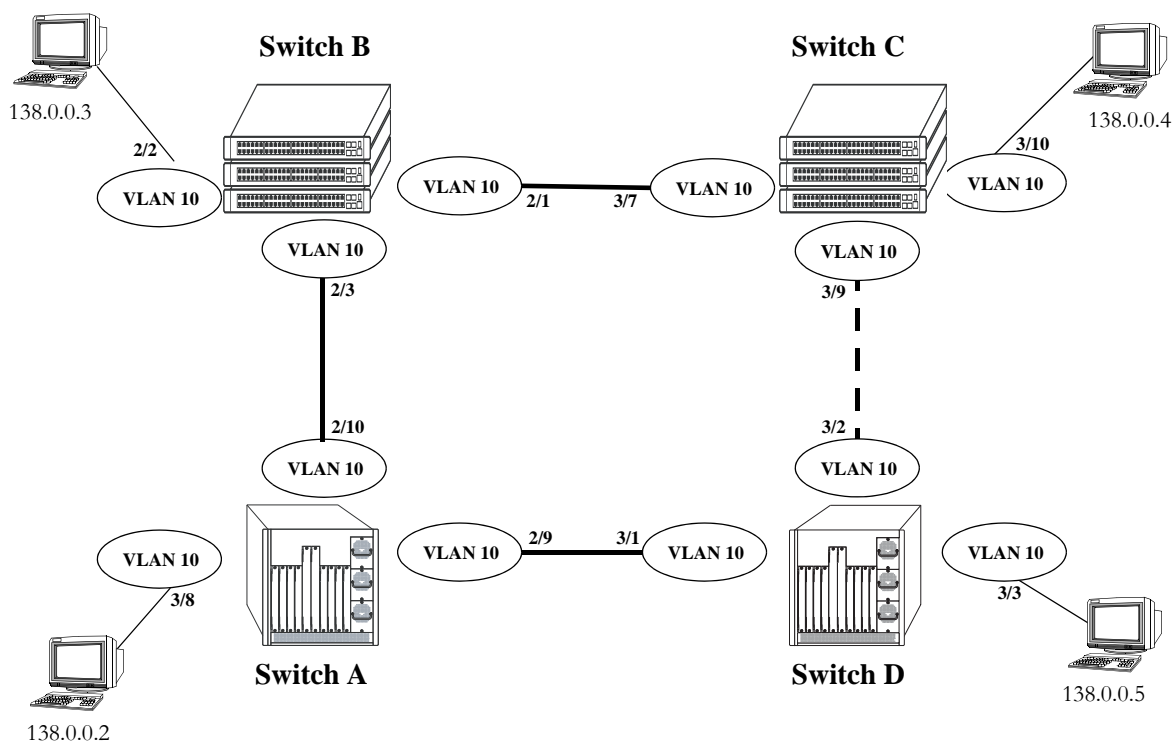 Switch B
Switch C
138.0.0.3
138.0.0.4
2/2
3/10
VLAN 10
VLAN 10
VLAN 10
VLAN 10
2/1
3/7
VLAN 10
VLAN 10
2/3
3/9
2/10
3/2
VLAN 10
VLAN 10
VLAN 10
VLAN 10
2/9
3/1
VLAN 10
VLAN 10
3/8
3/3
Switch A
Switch D
138.0.0.5
138.0.0.2